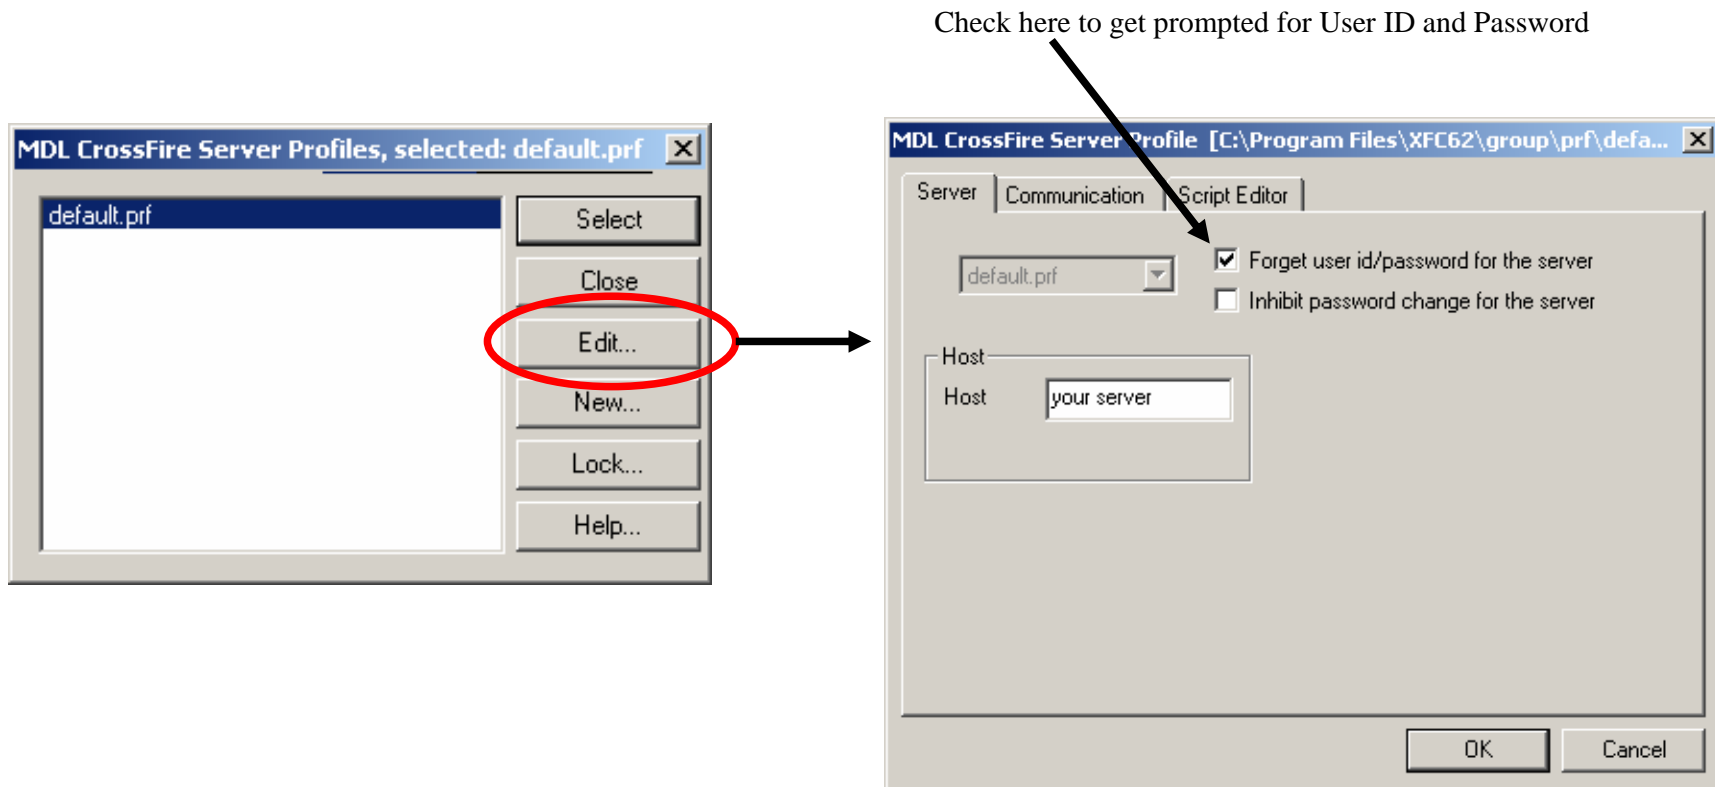 Check here to get prompted for User ID and Password
MDL CrossFire Server Profiles, selected: default.prf
default.prf
Select
Close
Edit...
New...
Lock...
Help...
MDL CrossFire Server Profile [C:\Program Files\XFC62\group\prf\defa...
Server Communication Script Editor
default.prf
Forget user id/password for the server
Inhibit password change for the server
Host
Host your server
OK Cancel